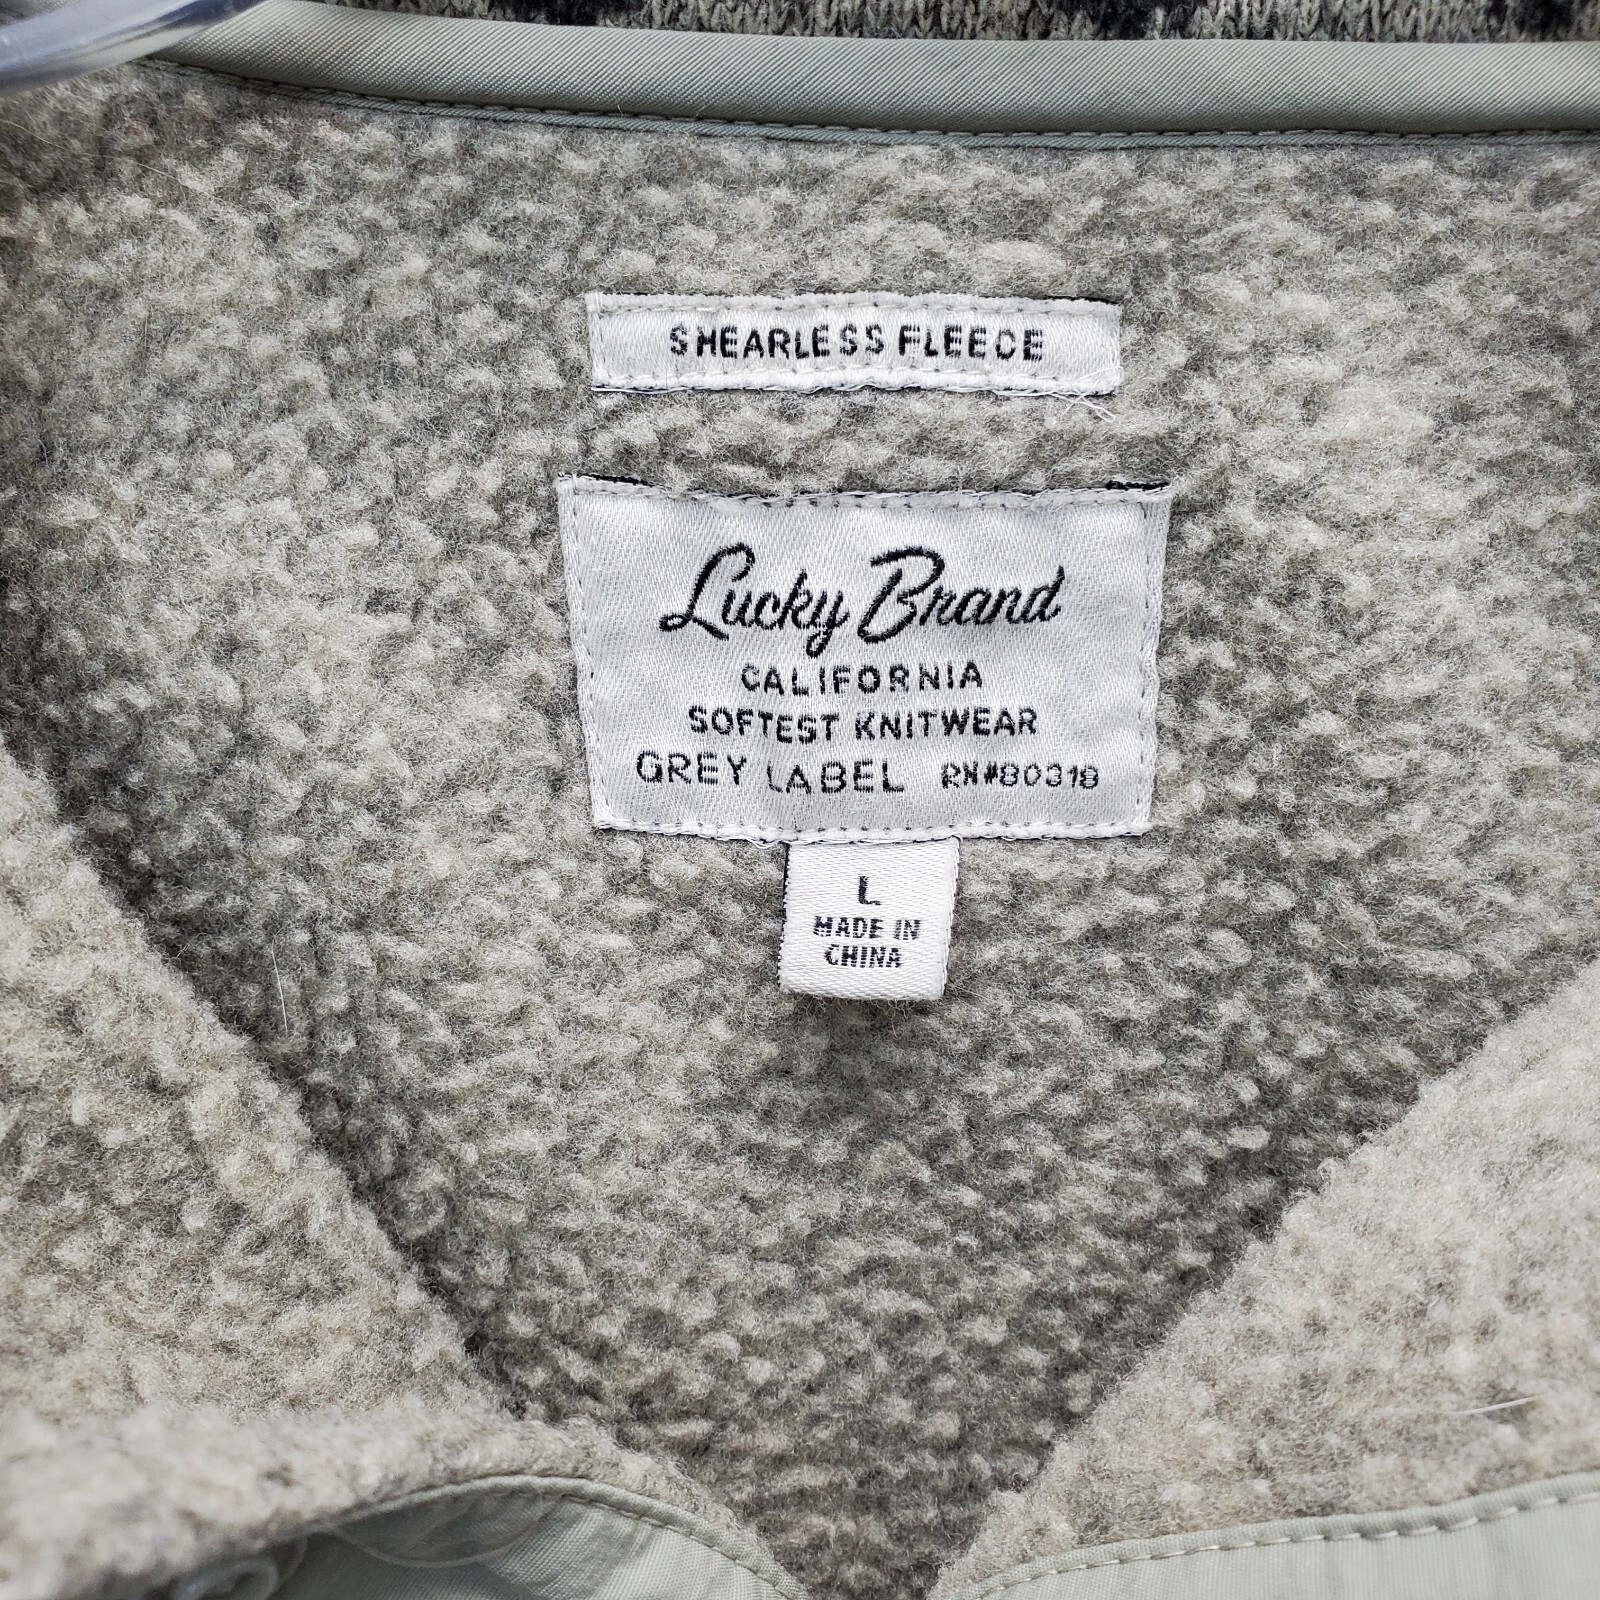 SHEARLESS FLEECE
Lucky Brand
CALIFORNIA
SOFTEST KNITWEAR
GREY LABEL RN#80318
L
MADE IN
CHINA